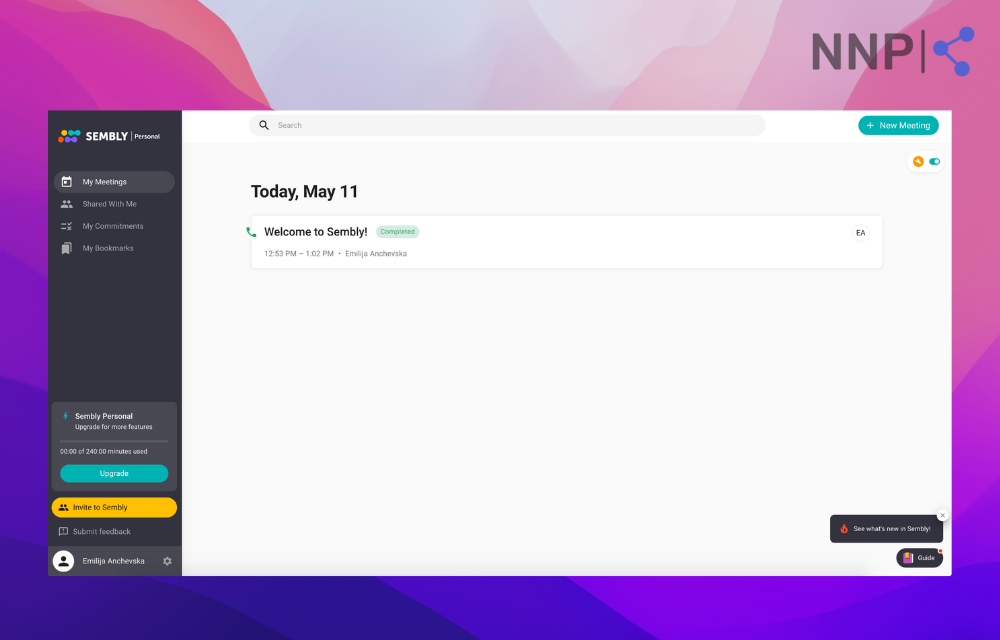 NNP
SEMBLY Personal
Search
+ New Meeting
My Meetings
Shared With Me
My Commitments
My Bookmarks
Today, May 11
Welcome to Sembly! Completed
EA
12:53 PM – 1:02 PM • Emilija Anchevska
Sembly Personal
Upgrade for more features
00:00 of 240:00 minutes used
Upgrade
Invite to Sembly
Submit feedback
Emilija Anchevska
See what's new in Sembly!
Guide